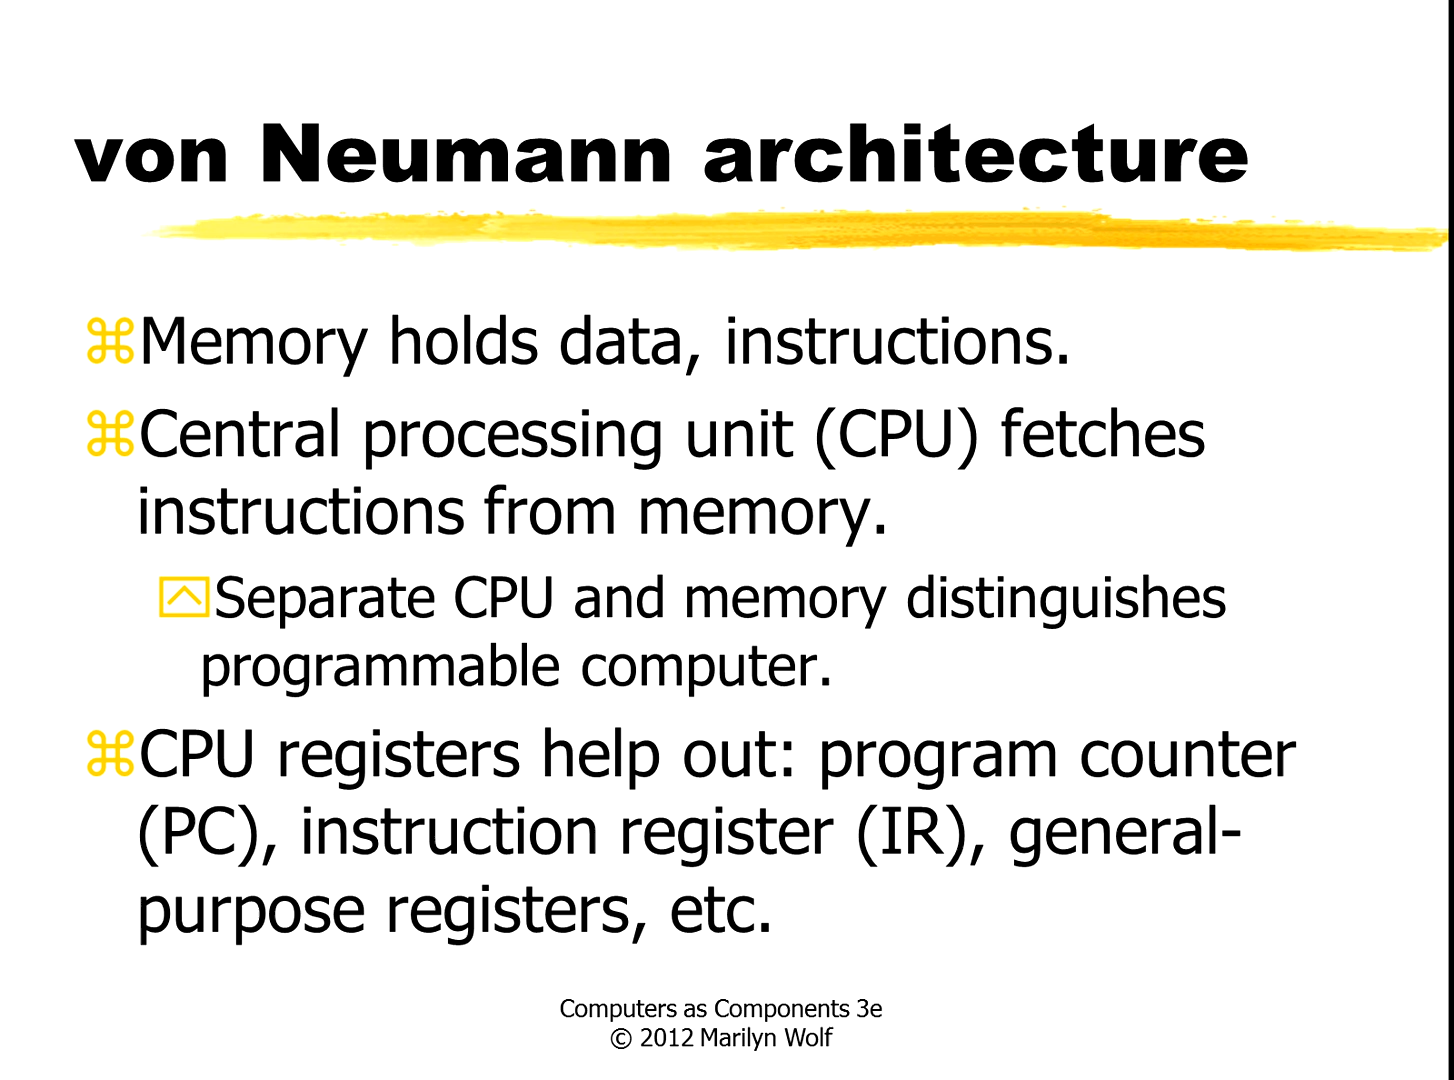 von Neumann architecture
⌘Memory holds data, instructions.
⌘Central processing unit (CPU) fetches
instructions from memory.
Separate CPU and memory distinguishes
programmable computer.
⌘CPU registers help out: program counter
(PC), instruction register (IR), general-
purpose registers, etc.
Computers as Components 3e
© 2012 Marilyn Wolf